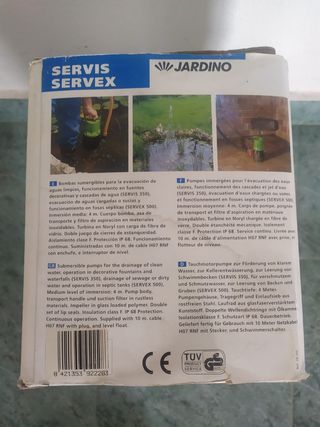 SERVIS
SERVEX
JARDINO
E Bombas sumergibles para la evacuación de
aguas limpias, funcionamiento en fuentes
decorativas y cascadas (SERVIS 350),
evacuación de aguas cargadas o sucias y
funcionamiento en fosas sépticas (SERVEX 500).
Inmersión media: 4 m. Cuerpo bomba, asa de
transporte y filtro de aspiración en materiales
inoxidables. Turbina en Noryl con carga de fibra de
vidrio. Doble juego de cierres de estanqueidad.
Aislamiento clase F. Protección IP 68. Funcionamiento
continuo. Suministradas con 10 m. de cable H07 RNF
con enchufe, e interruptor de nivel.
F Pompes immergées pour l'évacuation des eaux
claires, fonctionnement des cascades et jet d'eau
(SERVIS 350), évacuation d'eaux chargées ou sales
et fonctionnement en fosses septiques (SERVEX 500).
Immersion moyenne: 4 m. Corps de pompe, poignée
de transport et filtre d'aspiration en matériaux
inoxydables. Turbine en Noryl chargée à la fibre de
verre. Double étanchéité mécanique. Isolement
classe F. Protection IP 68. Service continu. Livrée avec
10 m. de câble H07 RNF avec prise, et
flotteur de niveau.
GB Submersible pumps for the drainage of clean
water, operation in decorative fountains and
waterfalls (SERVIS 350), drainage of sewage or dirty
water and operation in septic tanks (SERVEX 500).
Medium level of immersion: 4 m. Pump body,
transport handle and suction filter in rustless
materials. Impeller in glass loaded polymer. Double
set of lip seals. Insulation class f. IP 68 Protection.
Continuous operation. Supplied with 10 m. cable
H07 RNF with plug, and level float.
D Tauchmotorpumpe zur Förderung von klarem
Wasser. Zur Kellerentwässerung, zur Leerung von
Schwimmbecken (SERVIS 350). Für verschmutzem
und Schmutzwasser, zur Leerung von Becken und
Gruben (SERVEX 500). Tauchtiefe: 4 Meter
Pumpengehäuse, Traggriff und Einlaufsieb aus
rostfreiem Stahl. Laufrad aus glasfaserverstärktem
Kunststoff. Doppelte Wellendichtring mit Ölkammer
Isolationsklasse F. Schutzart IP 68. Dauerbetrieb.
Geliefert fertig für Gebrauch mit 10 Meter Netzkabel
H07 RNF mit Stecker, und Schwimmerschalter.
8 421353 922283
CE
TÜV
PRODUCT SERVICE
GS